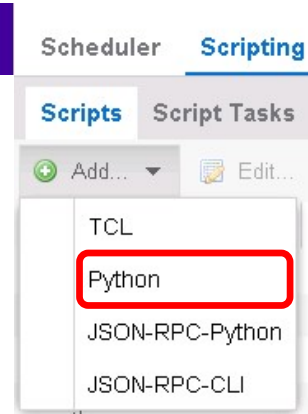 Scheduler Scripting
Scripts Script Tasks
Add... Edit...
TCL
Python
JSON-RPC-Python
JSON-RPC-CLI